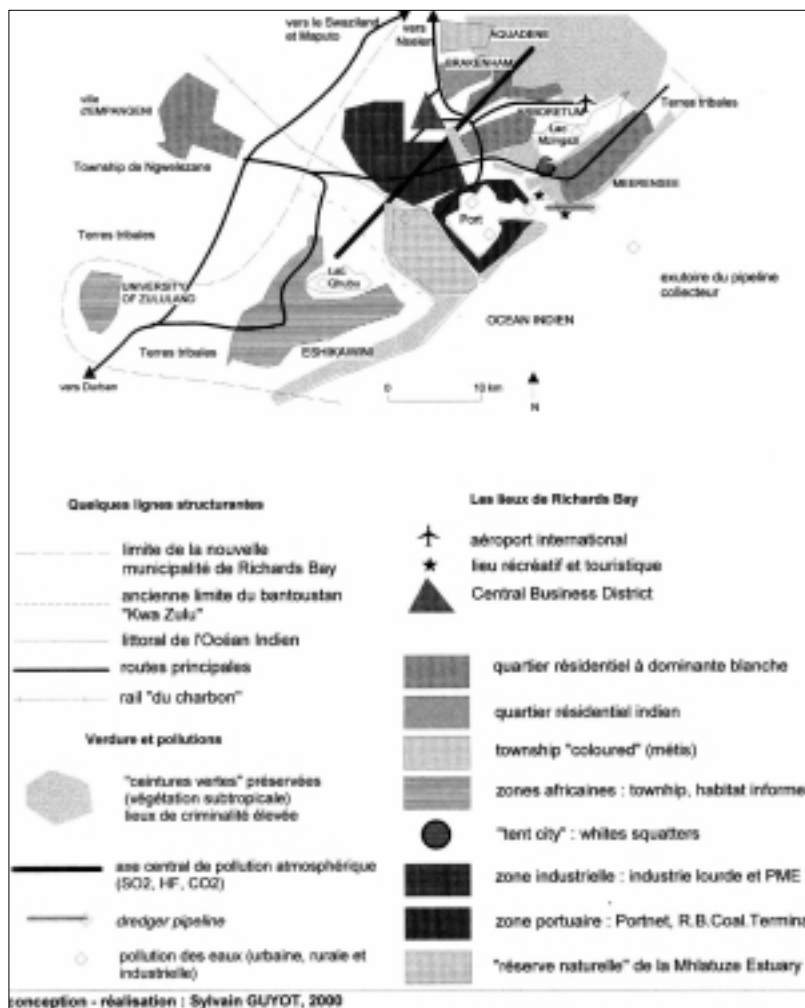 vers le Swaziland
et Maputo
vers
AQUADENE
BRAKENHAM
ville
d'EMPANGENI
ARBORETUM
Terres tribales
Lac
Mzingazi
Township de Ngwelezane
MEERENSEE
Port
Terres tribales
exutoire du pipeline
collecteur
UNIVERSITY
OF ZULULAND
Lac
Qhubu
OCEAN INDIEN
Terres tribales
ESHIKAWINI
vers Durban
0
10 km
N
Quelques lignes structurantes
limite de la nouvelle
municipalité de Richards Bay
ancienne limite du bantoustan
"Kwa Zulu"
littoral de l'Océan Indien
routes principales
rail "du charbon"
Verdure et pollutions
"ceintures vertes" préservées
(végétation subtropicale)
lieux de criminalité élevée
axe central de pollution atmosphérique
(SO2, HF, CO2)
dredger pipeline
pollution des eaux (urbaine, rurale et
industrielle)
Les lieux de Richards Bay
aéroport international
lieu récréatif et touristique
Central Business District
quartier résidentiel à dominante blanche
quartier résidentiel indien
township "coloured" (métis)
zones africaines : townhip, habitat informe
"tent city" : whites squatters
zone industrielle : industrie lourde et PME
zone portuaire : Portnet, R.B.Coal.Termina
"réserve naturelle" de la Mhlatuze Estuary
conception - réalisation : Sylvain GUYOT, 2000